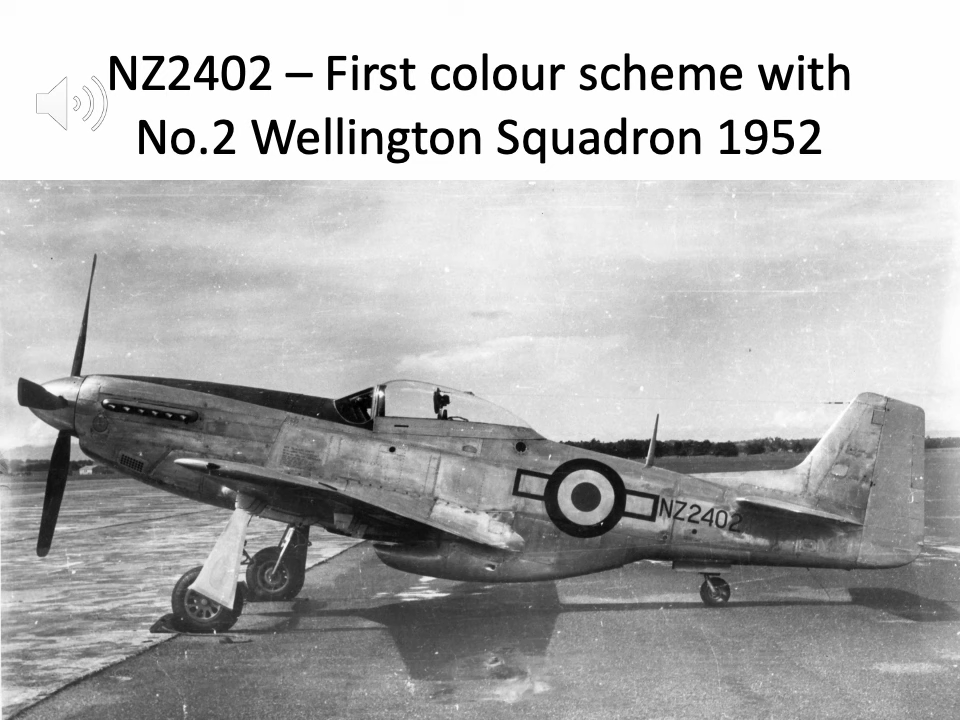 NZ2402 – First colour scheme with
No.2 Wellington Squadron 1952
NZ2402